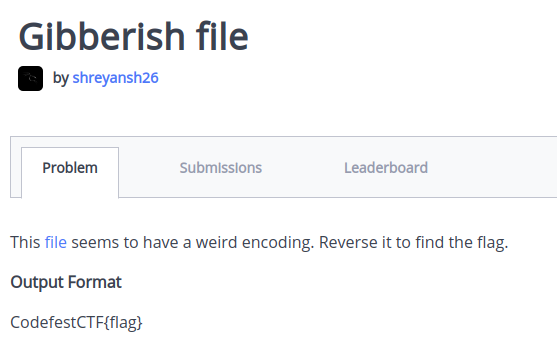 Gibberish file
by shreyansh26
Problem Submissions Leaderboard
This file seems to have a weird encoding. Reverse it to find the flag.
Output Format
CodefestCTF{flag}